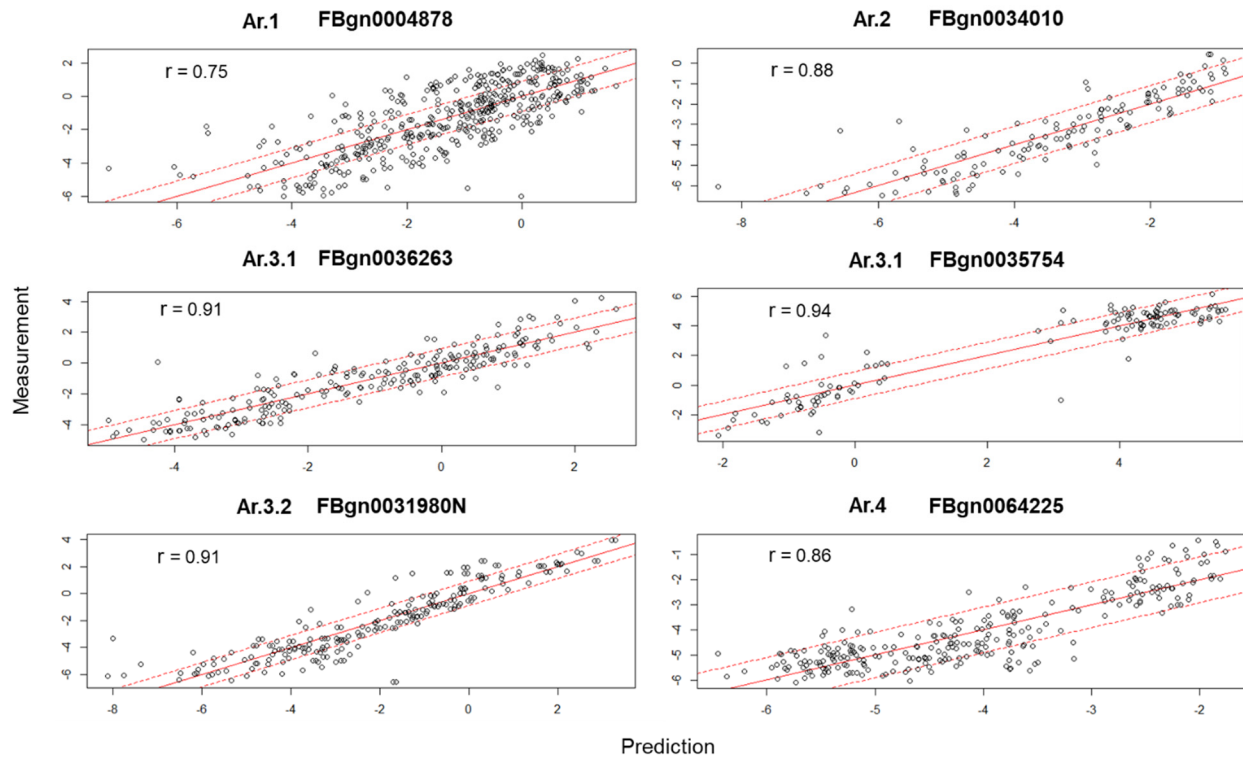 Ar.1 FBgn0004878
Ar.2 FBgn0034010
r = 0.75
2
0
-2
-4
-6
-6 -4 -2 0
r = 0.88
0
-1
-2
-3
-4
-5
-6
-8 -6 -4 -2
Ar.3.1 FBgn0036263
Ar.3.1 FBgn0035754
r = 0.91
4
2
0
-2
-4
-4 -2 0 2
r = 0.94
6
4
2
0
-2
-2 0 2 4
Measurement
Ar.3.2 FBgn0031980N
Ar.4 FBgn0064225
r = 0.91
4
2
0
-2
-4
-6
-8 -6 -4 -2 0 2
r = 0.86
-1
-2
-3
-4
-5
-6
-6 -5 -4 -3 -2
Prediction